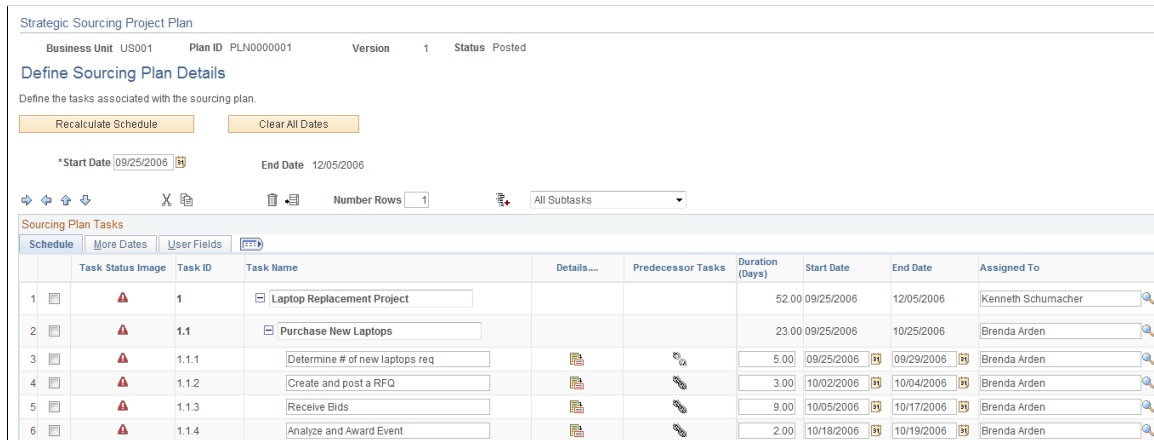 Strategic Sourcing Project Plan
Business Unit US001 Plan ID PLN0000001 Version 1 Status Posted
Define Sourcing Plan Details
Define the tasks associated with the sourcing plan.
Recalculate Schedule Clear All Dates
*Start Date 09/25/2006 31 End Date 12/05/2006
Number Rows 1 All Subtasks
Sourcing Plan Tasks
Schedule More Dates User Fields
Task Status Image Task ID Task Name Details.... Predecessor Tasks Duration (Days) Start Date End Date Assigned To
1 1 Laptop Replacement Project 52.00 09/25/2006 12/05/2006 Kenneth Schumacher
2 1.1 Purchase New Laptops 23.00 09/25/2006 10/25/2006 Brenda Arden
3 1.1.1 Determine # of new laptops req 5.00 09/25/2006 31 09/29/2006 31 Brenda Arden
4 1.1.2 Create and post a RFQ 3.00 10/02/2006 31 10/04/2006 31 Brenda Arden
5 1.1.3 Receive Bids 9.00 10/05/2006 31 10/17/2006 31 Brenda Arden
6 1.1.4 Analyze and Award Event 2.00 10/18/2006 31 10/19/2006 31 Brenda Arden